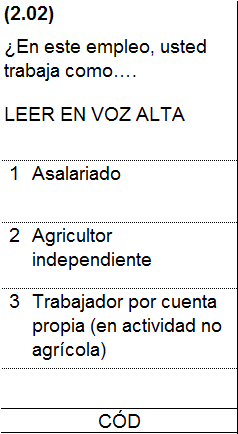 (2.02)
¿En este empleo, usted
trabaja como….
LEER EN VOZ ALTA
1 Asalariado
2 Agricultor
independiente
3 Trabajador por cuenta
propia (en actividad no
agrícola)
CÓD